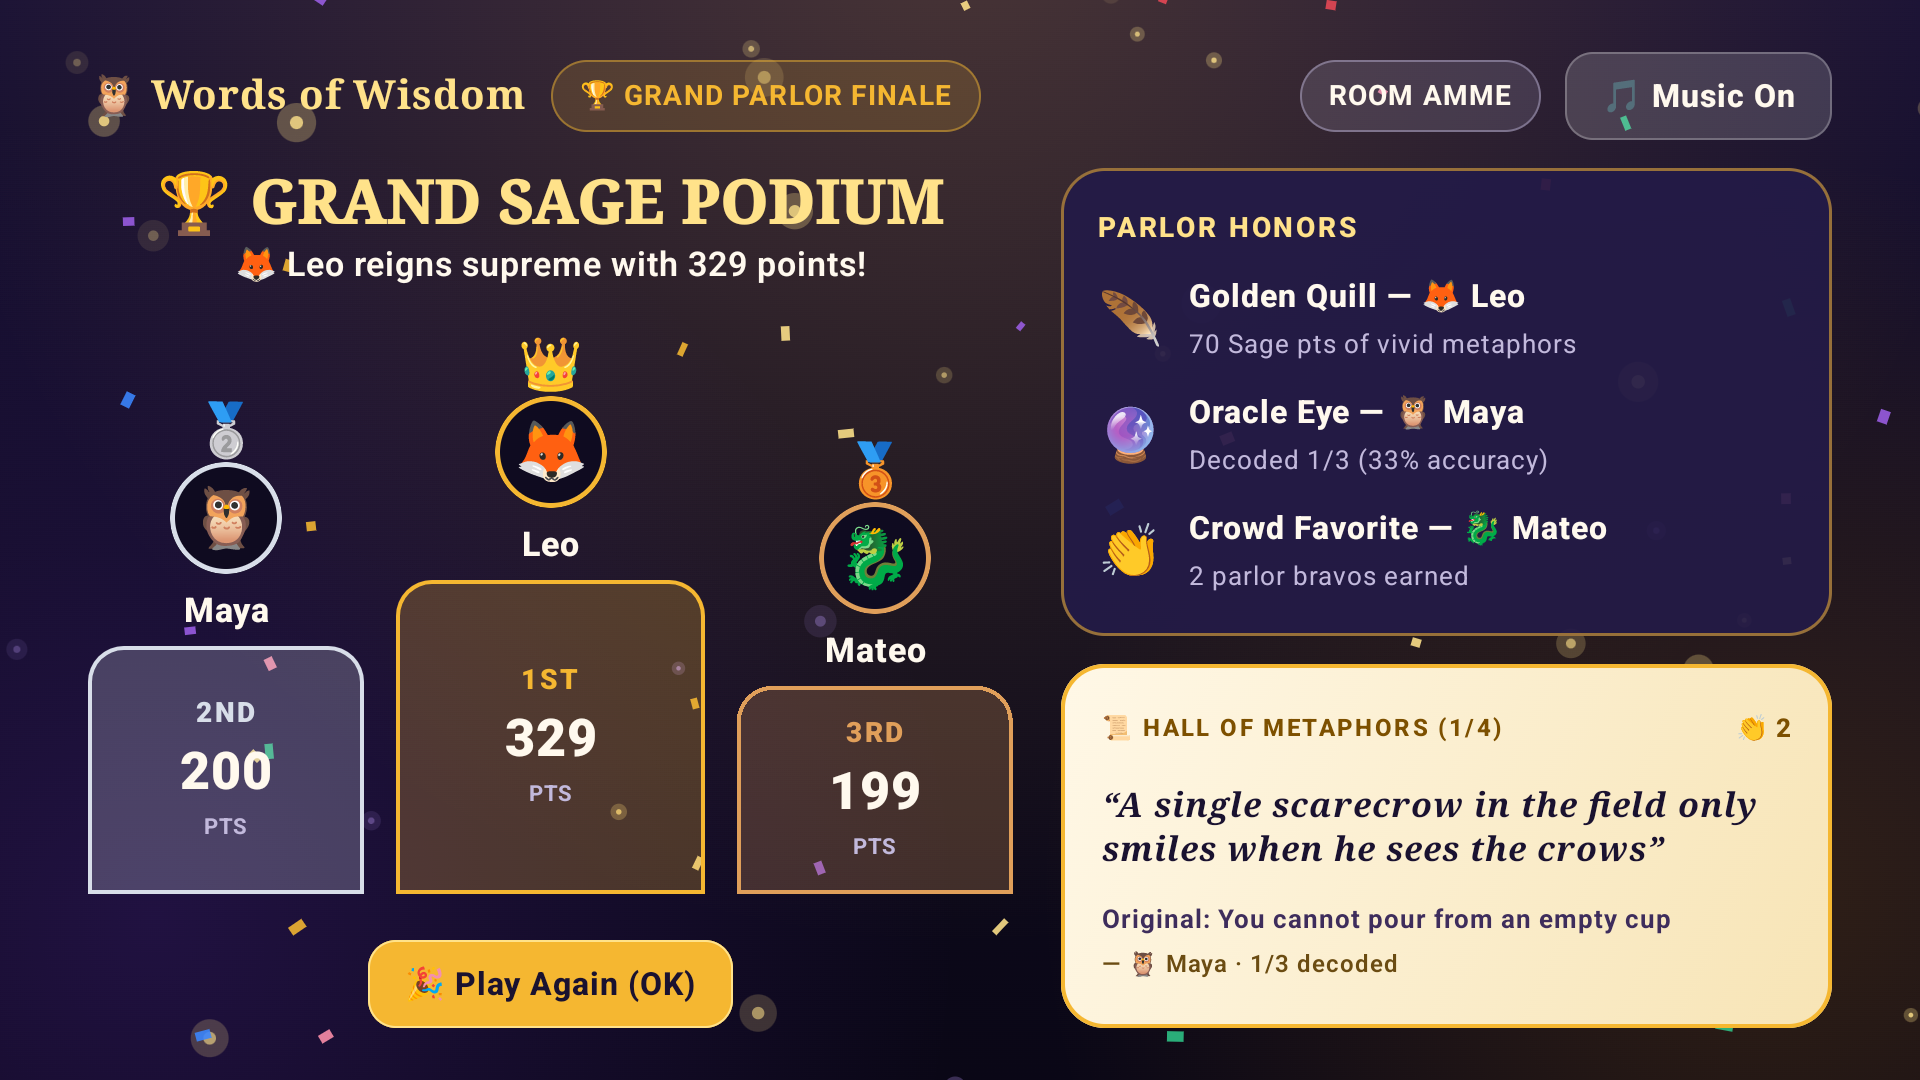 Words of Wisdom
GRAND PARLOR FINALE
ROOM AMME
Music On
GRAND SAGE PODIUM
Leo reigns supreme with 329 points!
2
Maya
2ND
200
PTS
Leo
1ST
329
PTS
3
Mateo
3RD
199
PTS
Play Again (OK)
PARLOR HONORS
Golden Quill — Leo
70 Sage pts of vivid metaphors
Oracle Eye — Maya
Decoded 1/3 (33% accuracy)
Crowd Favorite — Mateo
2 parlor bravos earned
HALL OF METAPHORS (1/4)
2
“A single scarecrow in the field only
smiles when he sees the crows”
Original: You cannot pour from an empty cup
— Maya · 1/3 decoded